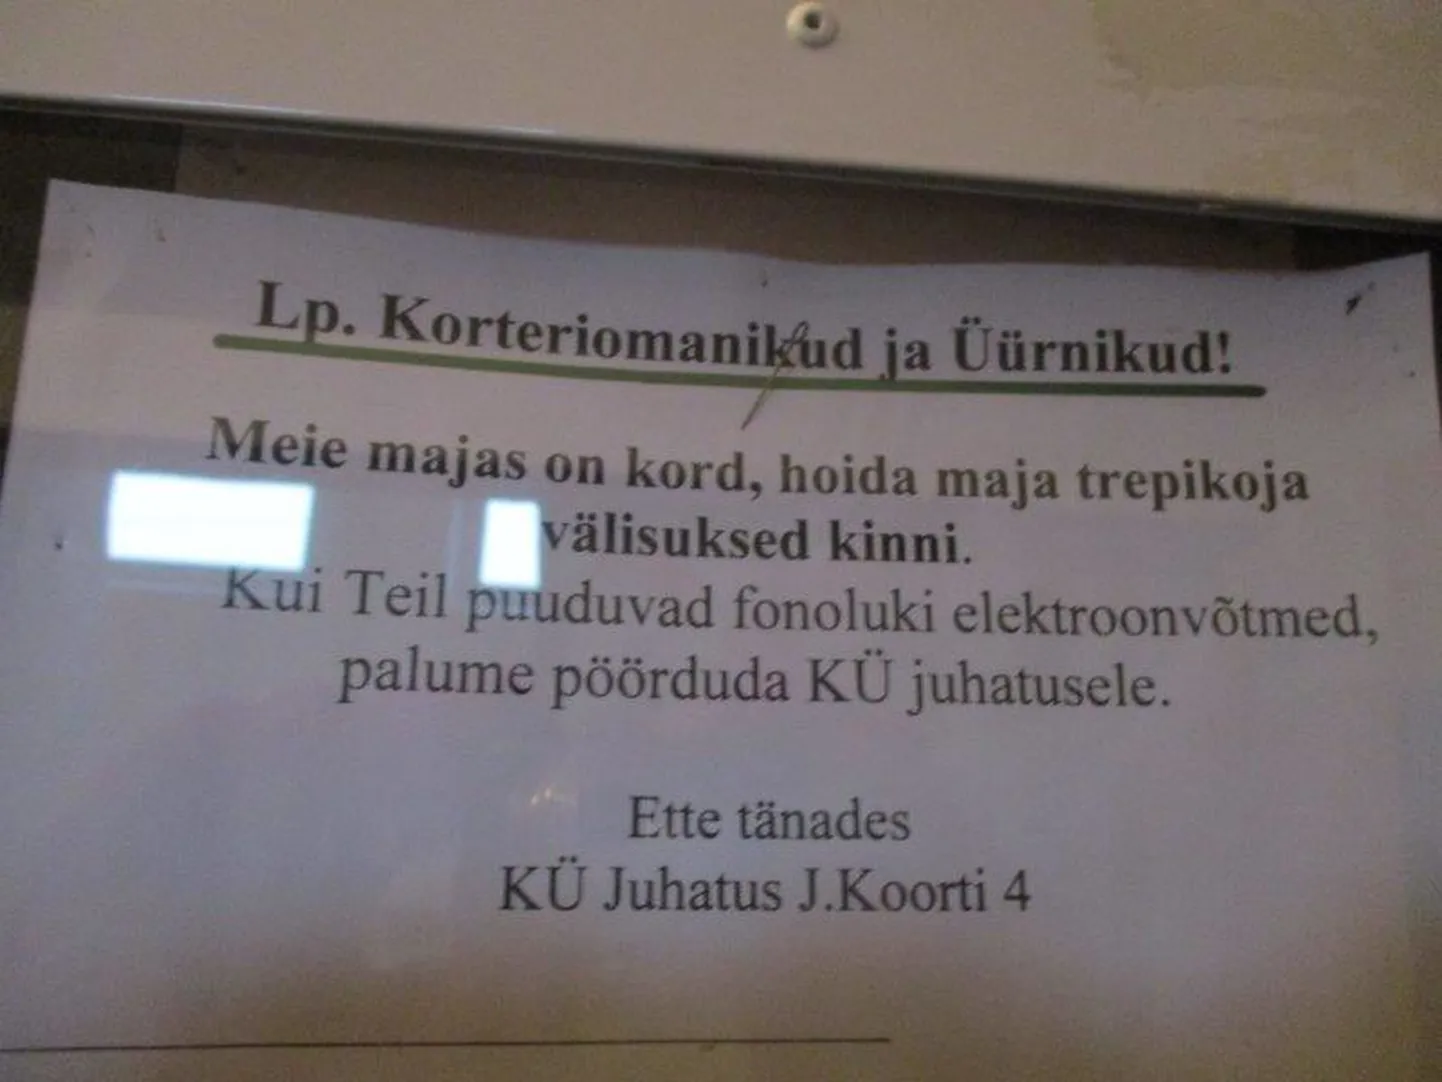 Lp. Korteriomanikud ja Üürnikud!
Meie majas on kord, hoida maja trepikoja
välisuksed kinni.
Kui Teil puuduvad fonoluki elektroonvõtmed,
palume pöörduda KÜ juhatusele.
Ette tänades
KÜ Juhatus J.Koorti 4